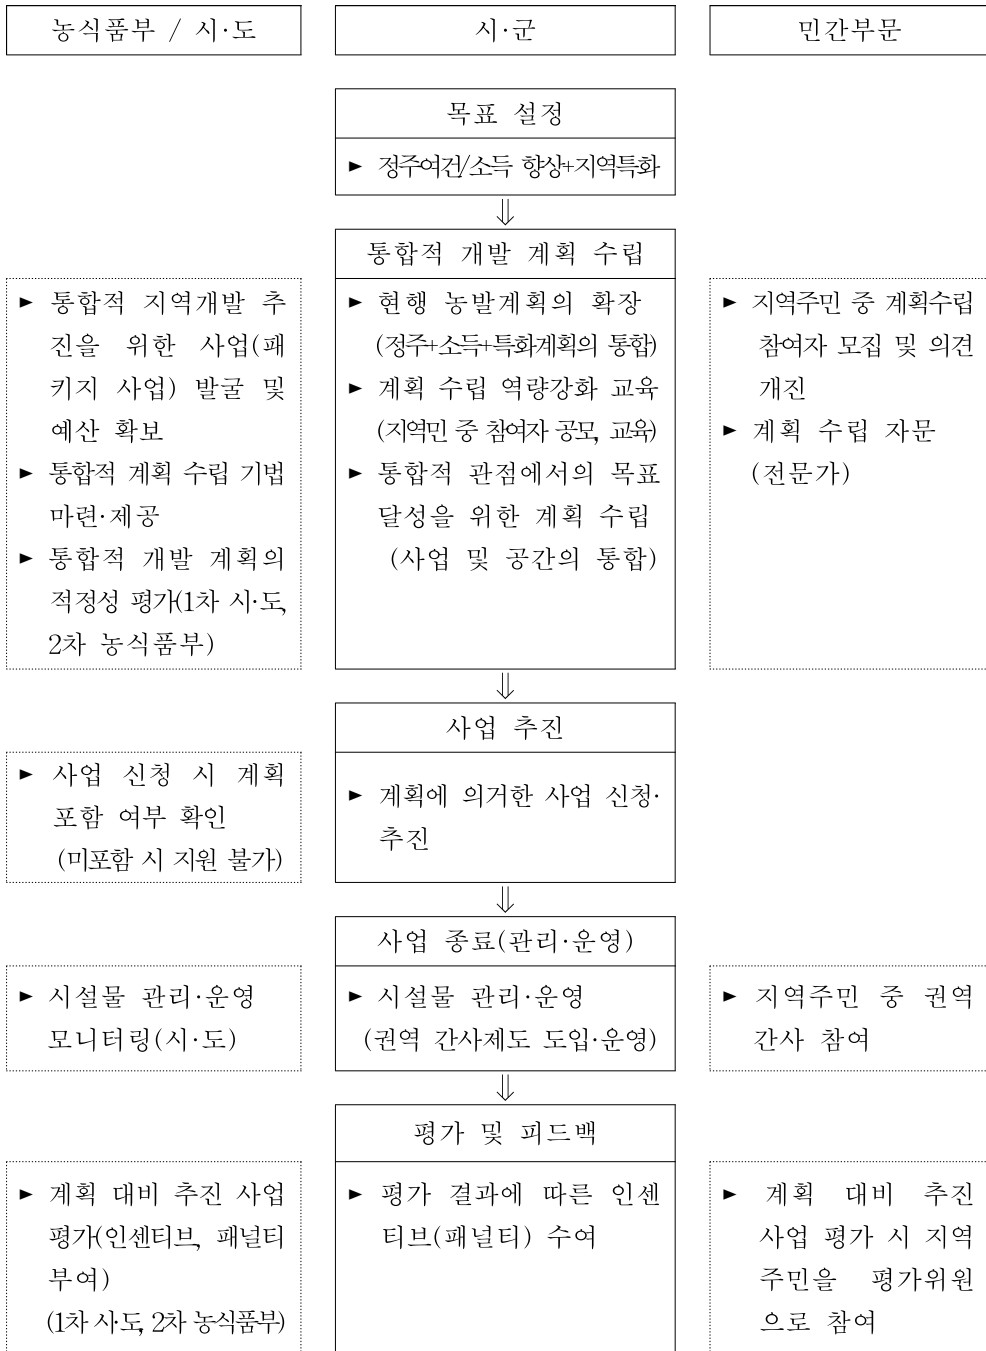 농식품부 / 시·도
시·군
민간부문
목표 설정
► 정주여건/소득 향상+지역특화
⇓
통합적 개발 계획 수립
► 통합적 지역개발 추
진을 위한 사업(패
키지 사업) 발굴 및
예산 확보
► 통합적 계획 수립 기법
마련·제공
► 통합적 개발 계획의
적정성 평가(1차 시·도,
2차 농식품부)
► 현행 농발계획의 확장
(정주+소득+특화계획의 통합)
► 계획 수립 역량강화 교육
(지역민 중 참여자 공모, 교육)
► 통합적 관점에서의 목표
달성을 위한 계획 수립
(사업 및 공간의 통합)
► 지역주민 중 계획수립
참여자 모집 및 의견
개진
► 계획 수립 자문
(전문가)
⇓
사업 추진
► 사업 신청 시 계획
포함 여부 확인
(미포함 시 지원 불가)
► 계획에 의거한 사업 신청·
추진
⇓
사업 종료(관리·운영)
► 시설물 관리·운영
모니터링(시·도)
► 시설물 관리·운영
(권역 간사제도 도입·운영)
► 지역주민 중 권역
간사 참여
⇓
평가 및 피드백
► 계획 대비 추진 사업
평가(인센티브, 패널티
부여)
(1차 시·도, 2차 농식품부)
► 평가 결과에 따른 인센
티브(패널티) 수여
► 계획 대비 추진
사업 평가 시 지역
주민을 평가위원
으로 참여